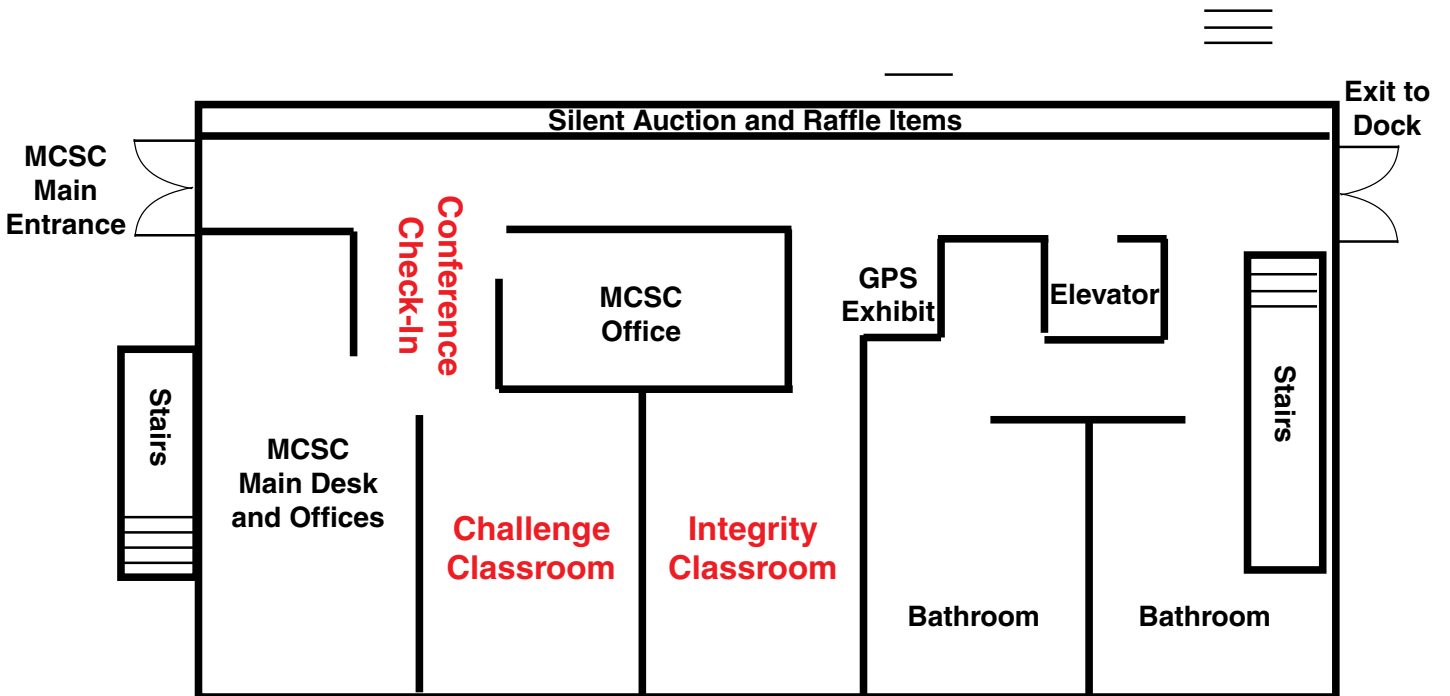 Silent Auction and Raffle Items
Exit to
Dock
MCSC
Main
Entrance
Conference
Check-In
MCSC
Office
GPS
Exhibit
Elevator
Stairs
Stairs
MCSC
Main Desk
and Offices
Challenge
Classroom
Integrity
Classroom
Bathroom
Bathroom